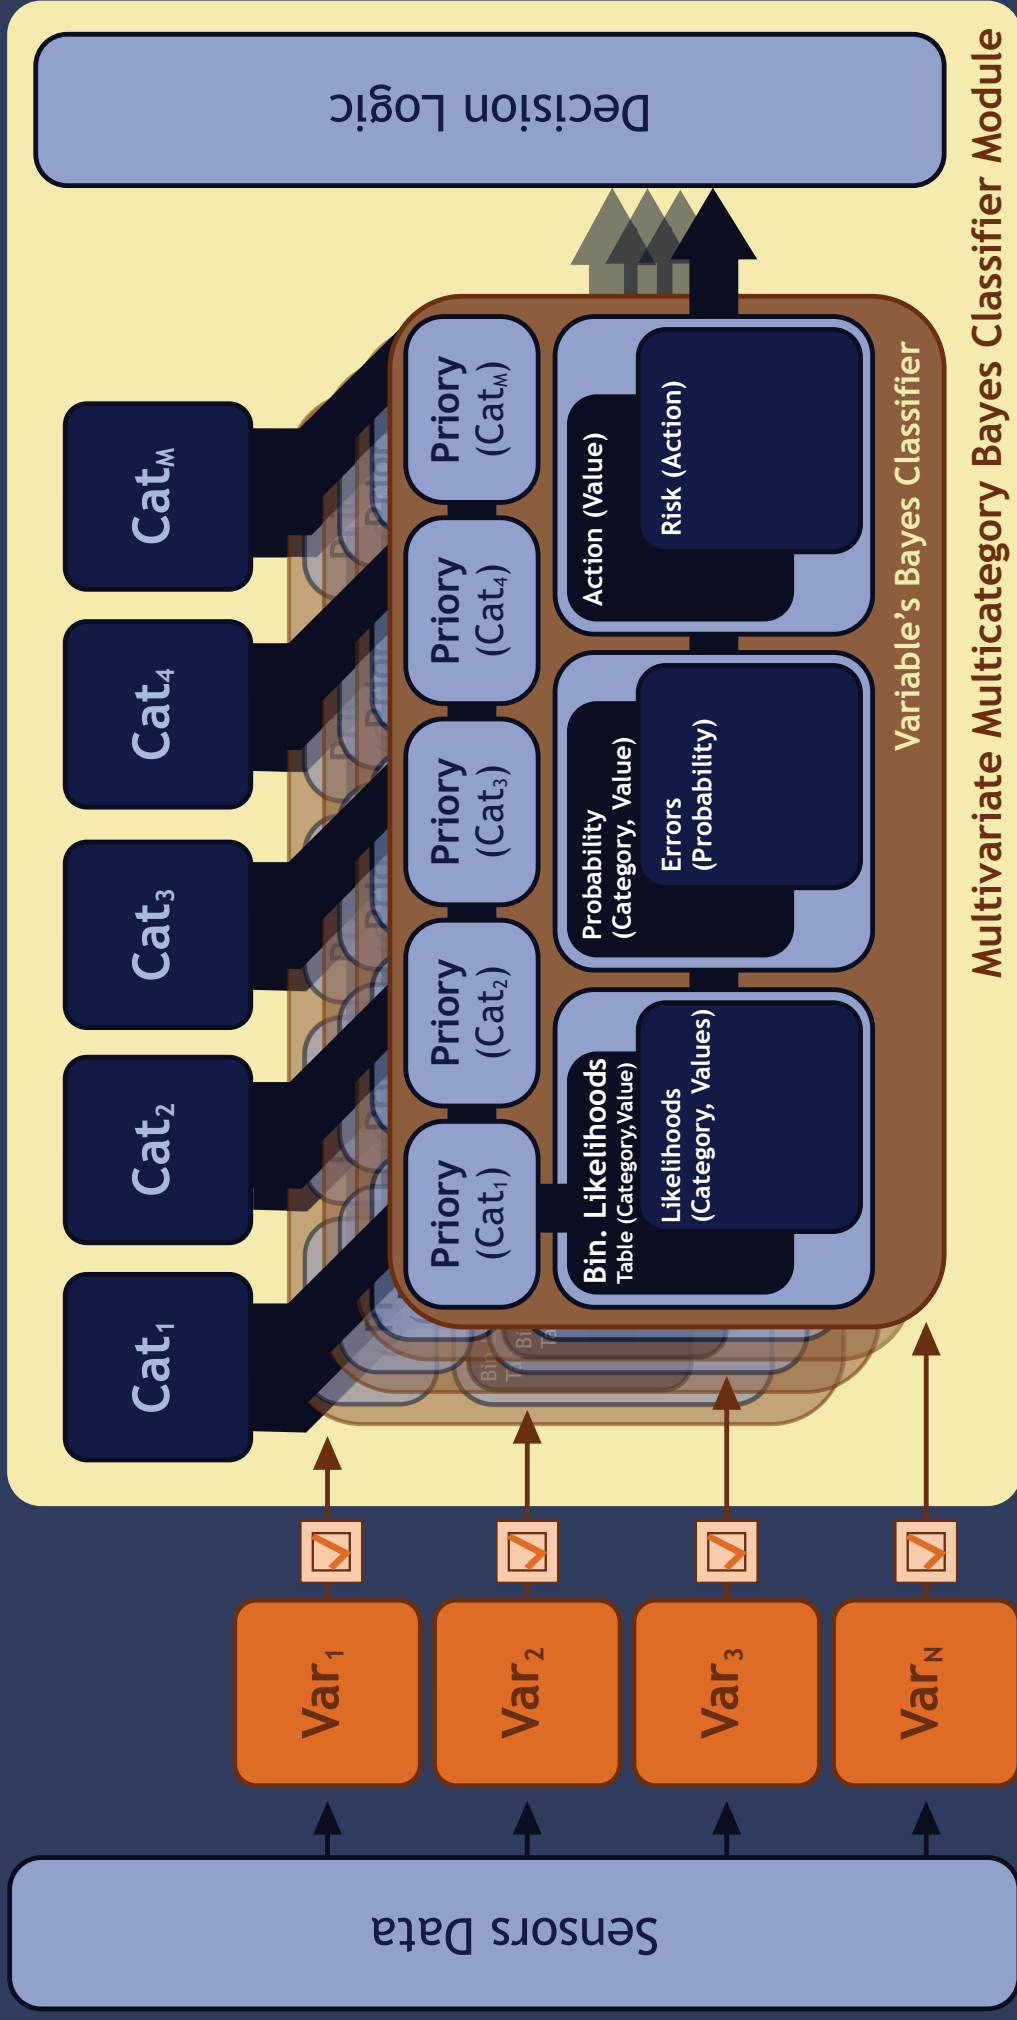 Decision Logic
Multivariate Multicategory Bayes Classifier Module
Cat1
Cat2
Cat3
Cat4
CatM
Priory
(Cat1)
Priory
(Cat2)
Priory
(Cat3)
Priory
(Cat4)
Priory
(CatM)
Bin. Likelihoods
Table (Category,Value)
Likelihoods
(Category, Values)
Probability
(Category, Value)
Errors
(Probability)
Action (Value)
Risk (Action)
Variable's Bayes Classifier
Var1
Var2
Var3
VarN
Sensors Data